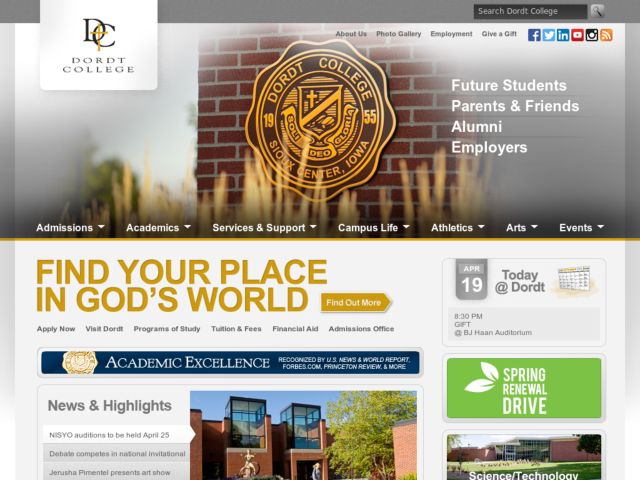 Search Dordt College
About Us
Photo Gallery
Employment
Give a Gift
DC
DORDT
COLLEGE
DORDT COLLEGE
19 55
SOLI DEO GLORIA
SIOUX CENTER, IOWA
Future Students
Parents & Friends
Alumni
Employers
Admissions
Academics
Services & Support
Campus Life
Athletics
Arts
Events
FIND YOUR PLACE
IN GOD'S WORLD
Find Out More
Apply Now
Visit Dordt
Programs of Study
Tuition & Fees
Financial Aid
Admissions Office
APR
19
Today
@ Dordt
8:30 PM
GIFT
@ BJ Haan Auditorium
ACADEMIC EXCELLENCE
RECOGNIZED BY U.S. NEWS & WORLD REPORT,
FORBES.COM, PRINCETON REVIEW, & MORE
SPRING
RENEWAL
DRIVE
News & Highlights
NISYO auditions to be held April 25
Debate competes in national invitational
Jerusha Pimentel presents art show
Science/Technology